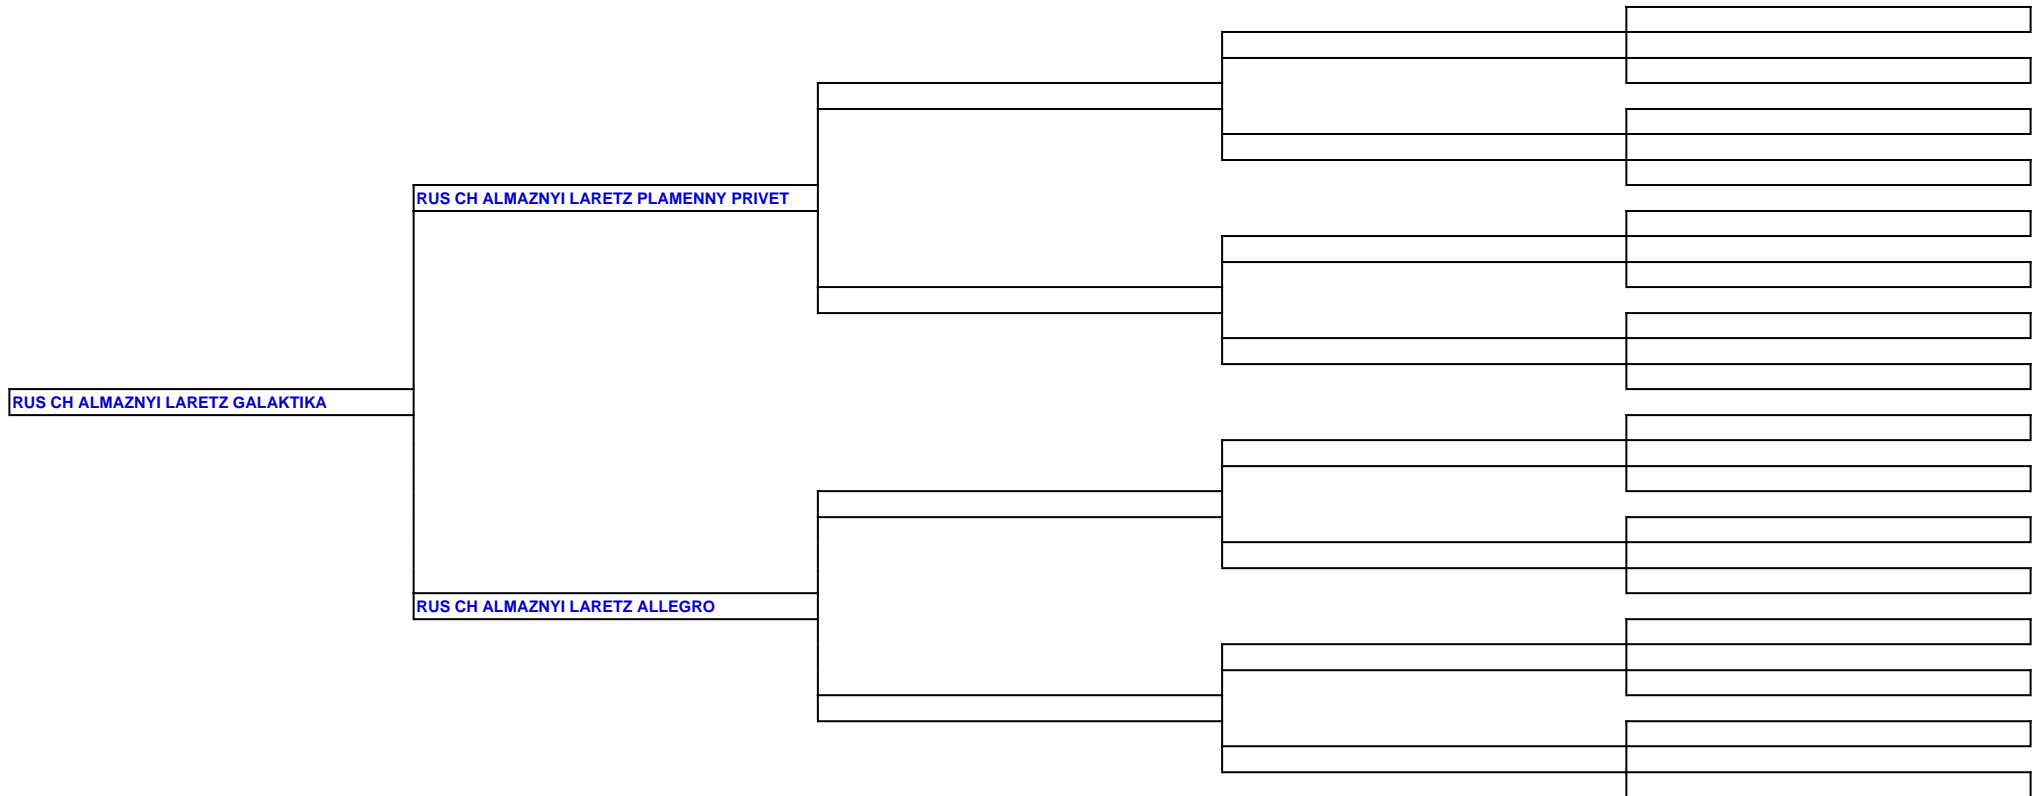 RUS CH ALMAZNYI LARETZ PLAMENNY PRIVET
RUS CH ALMAZNYI LARETZ GALAKTIKA
RUS CH ALMAZNYI LARETZ ALLEGRO